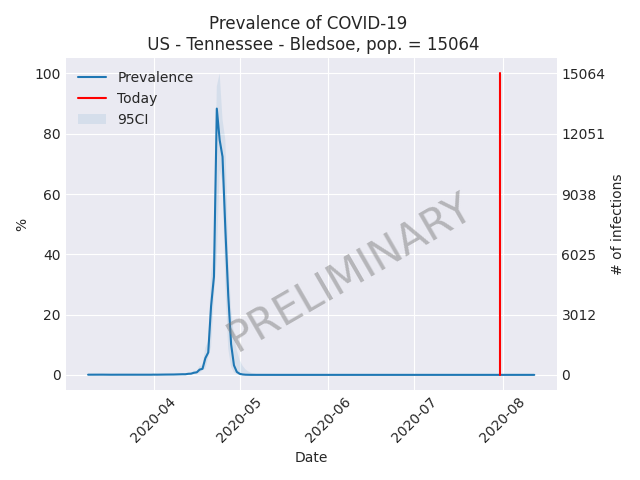 Prevalence of COVID-19
US - Tennessee - Bledsoe, pop. = 15064
100
80
60
40
20
0
%
Prevalence
Today
95CI
PRELIMINARY
15064
12051
9038
6025
3012
0
# of infections
2020-04
2020-05
2020-06
2020-07
2020-08
Date